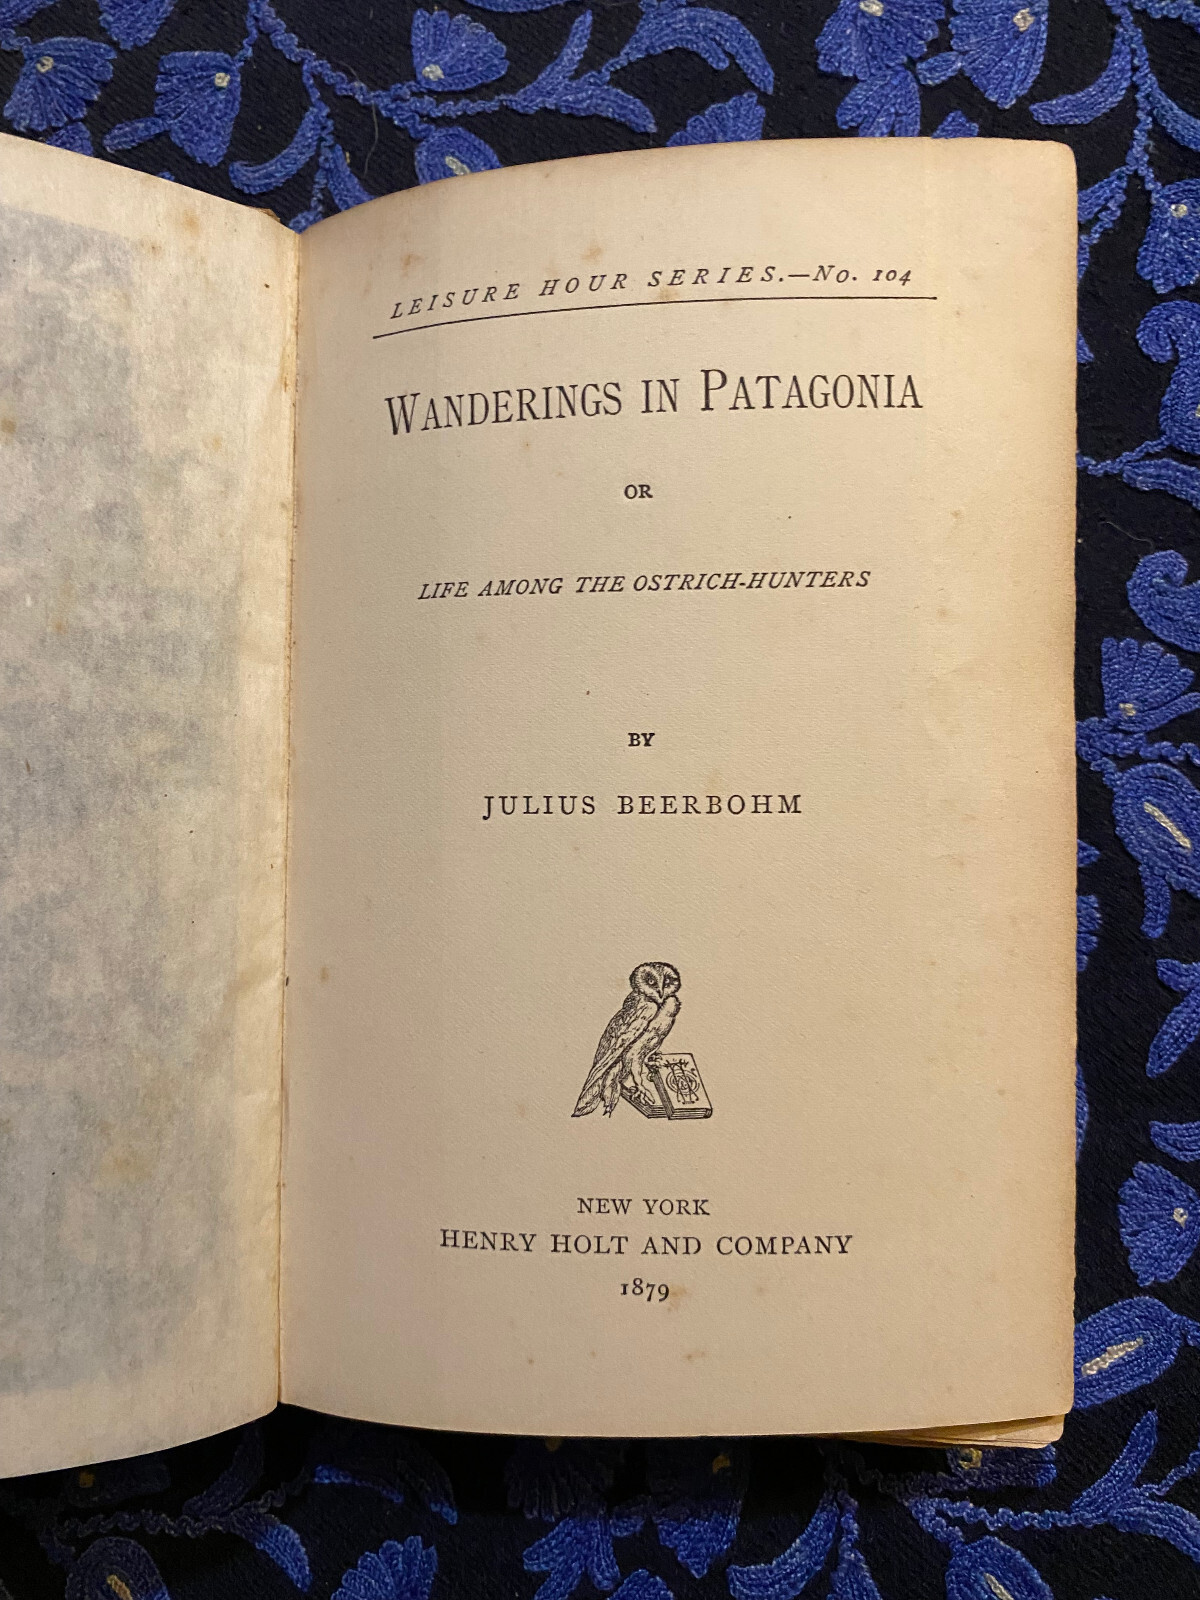 LEISURE HOUR SERIES.—No. 104
WANDERINGS IN PATAGONIA
OR
LIFE AMONG THE OSTRICH-HUNTERS
BY
JULIUS BEERBOHM
NEW YORK
HENRY HOLT AND COMPANY
1879